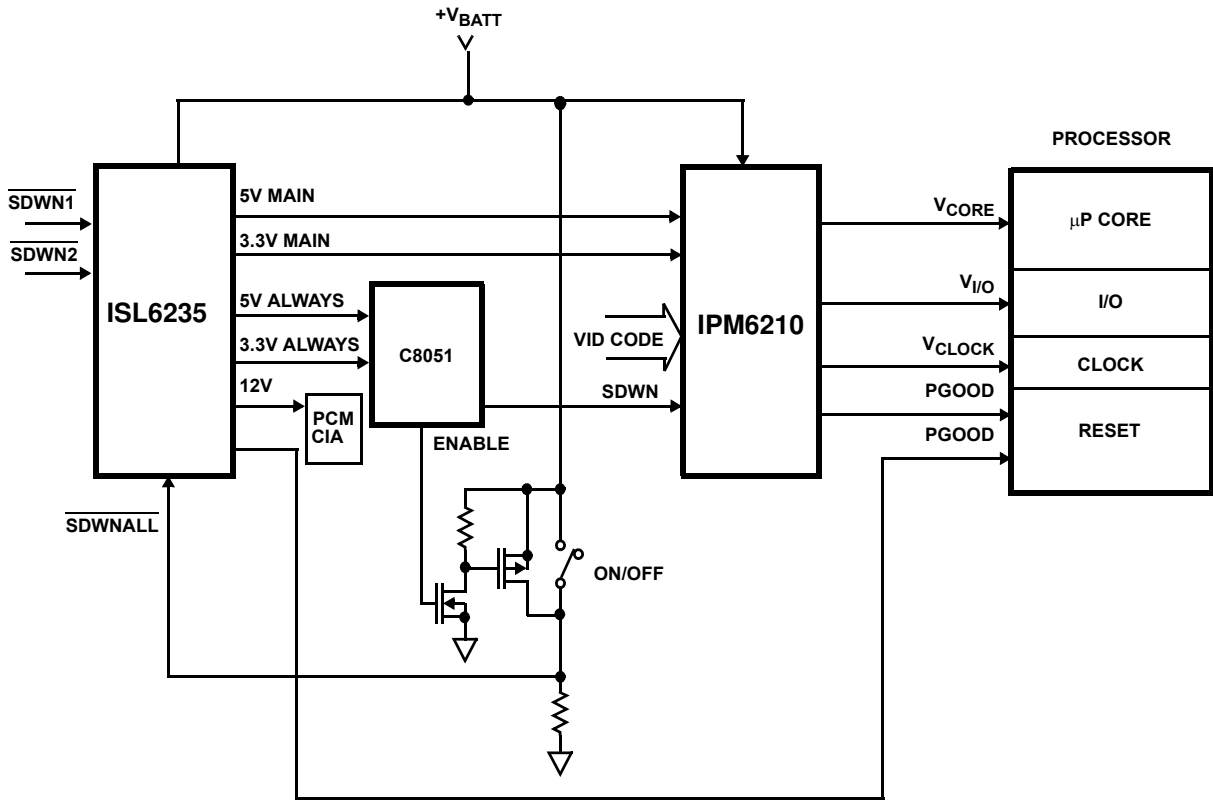 +VBATT
PROCESSOR
SDWN1
SDWN2
5V MAIN
3.3V MAIN
5V ALWAYS
3.3V ALWAYS
12V
ISL6235
C8051
PCM
CIA
ENABLE
SDWNALL
ON/OFF
VID CODE
SDWN
IPM6210
VCORE
VI/O
VCLOCK
PGOOD
PGOOD
μP CORE
I/O
CLOCK
RESET